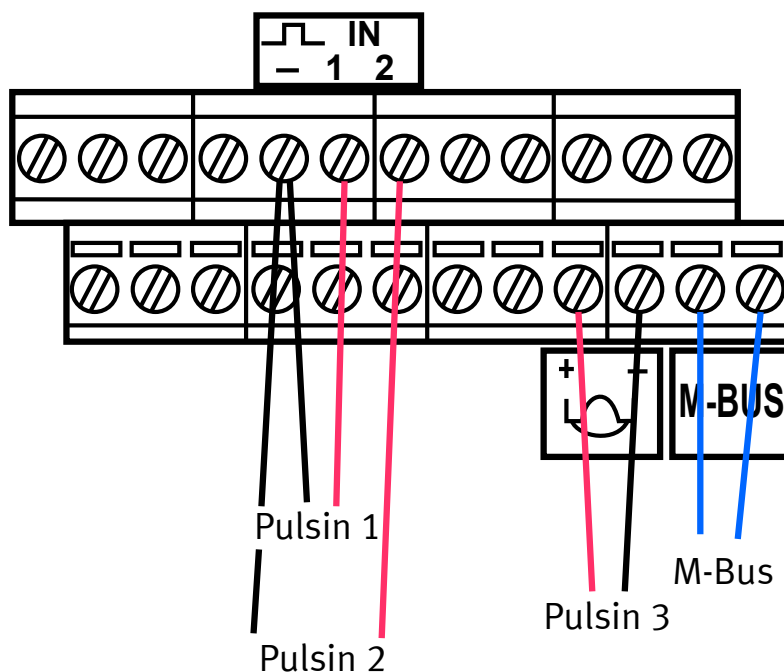 IN
– 1 2
+ –
M-BUS
Pulsin 1
M-Bus
Pulsin 3
Pulsin 2